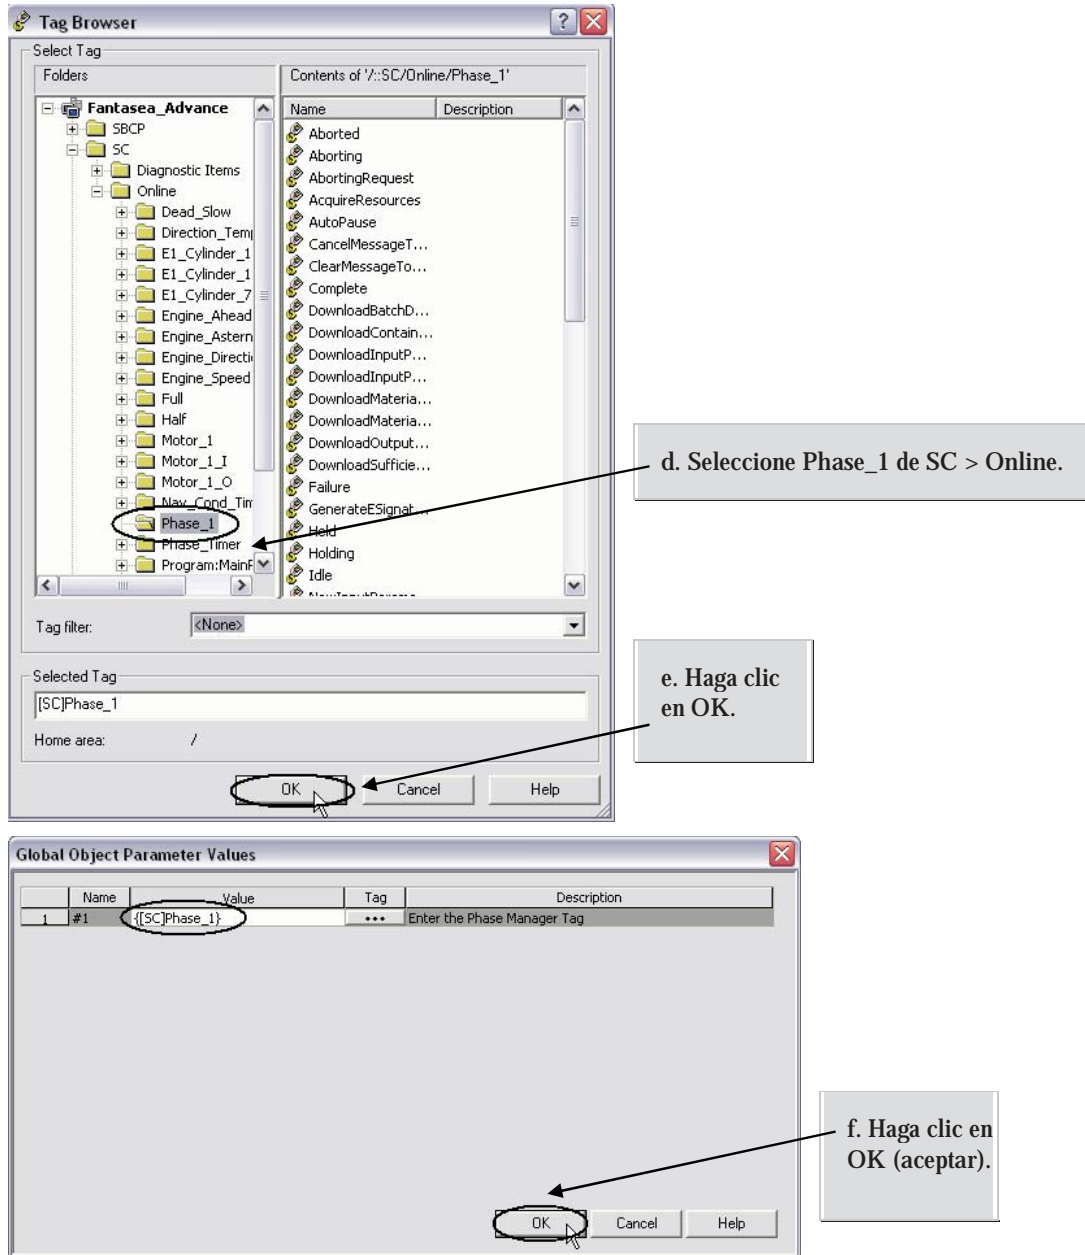 Tag Browser
Select Tag
Folders
Fantasea_Advance
SBCP
SC
Diagnostic Items
Online
Dead_Slow
Direction_Tem
E1_Cylinder_1
E1_Cylinder_1
E1_Cylinder_7
Engine_Ahead
Engine_Astern
Engine_Directi
Engine_Speed
Full
Half
Motor_1
Motor_1_I
Motor_1_O
Nav_Cond_Tim
Phase_1
Phase_Timer
Program:MainF
Contents of '/::SC/Online/Phase_1'
Name Description
Aborted
Aborting
AbortingRequest
AcquireResources
AutoPause
CancelMessageT...
ClearMessageTo...
Complete
DownloadBatchD...
DownloadContain...
DownloadInputP...
DownloadInputP...
DownloadMateria...
DownloadMateria...
DownloadOutput...
DownloadSufficie...
Failure
GenerateESignat...
Held
Holding
Idle
Tag filter: <None>
Selected Tag
[SC]Phase_1
Home area: /
OK Cancel Help
d. Seleccione Phase_1 de SC > Online.
e. Haga clic
en OK.
Global Object Parameter Values
Name Value Tag Description
1 #1 {[SC]Phase_1} ••• Enter the Phase Manager Tag
OK Cancel Help
f. Haga clic en
OK (aceptar).